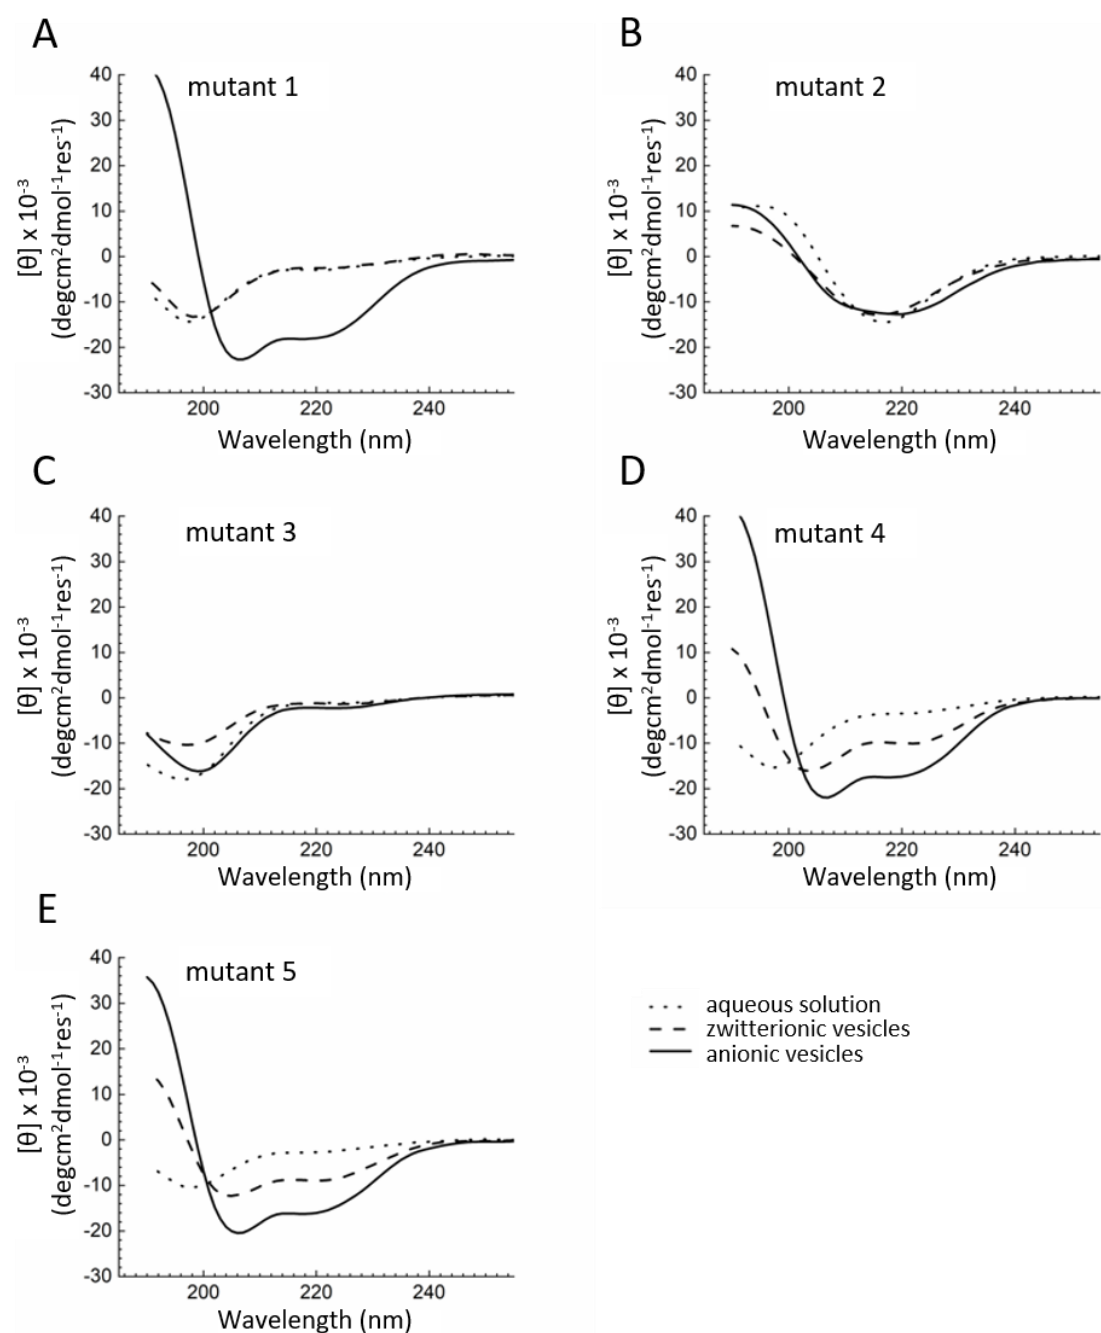 A
mutant 1
[θ] x 10⁻³
(degcm²dmol⁻¹res⁻¹)
40
30
20
10
0
-10
-20
-30
200 220 240
Wavelength (nm)
B
mutant 2
[θ] x 10⁻³
(degcm²dmol⁻¹res⁻¹)
40
30
20
10
0
-10
-20
-30
200 220 240
Wavelength (nm)
C
mutant 3
[θ] x 10⁻³
(degcm²dmol⁻¹res⁻¹)
40
30
20
10
0
-10
-20
-30
200 220 240
Wavelength (nm)
D
mutant 4
[θ] x 10⁻³
(degcm²dmol⁻¹res⁻¹)
40
30
20
10
0
-10
-20
-30
200 220 240
Wavelength (nm)
E
mutant 5
[θ] x 10⁻³
(degcm²dmol⁻¹res⁻¹)
40
30
20
10
0
-10
-20
-30
200 220 240
Wavelength (nm)
aqueous solution
zwitterionic vesicles
anionic vesicles